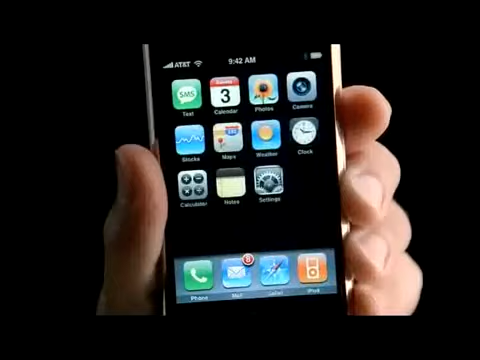 AT&T 9:42 AM
SMS 3
Text Calendar Photos Camera
Stocks Maps Weather Clock
Calculator Notes Settings
8
Phone Mail Safari iPod